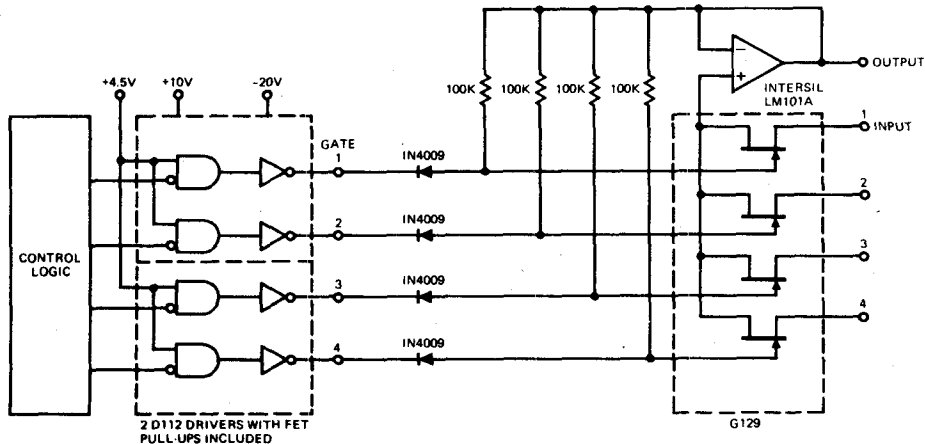 +4.5V
+10V
-20V
CONTROL
LOGIC
GATE
1
2
3
4
IN4009
IN4009
IN4009
IN4009
100K
100K
100K
100K
−
+
INTERSIL
LM101A
OUTPUT
1
INPUT
2
3
4
G129
2 D112 DRIVERS WITH FET
PULL-UPS INCLUDED